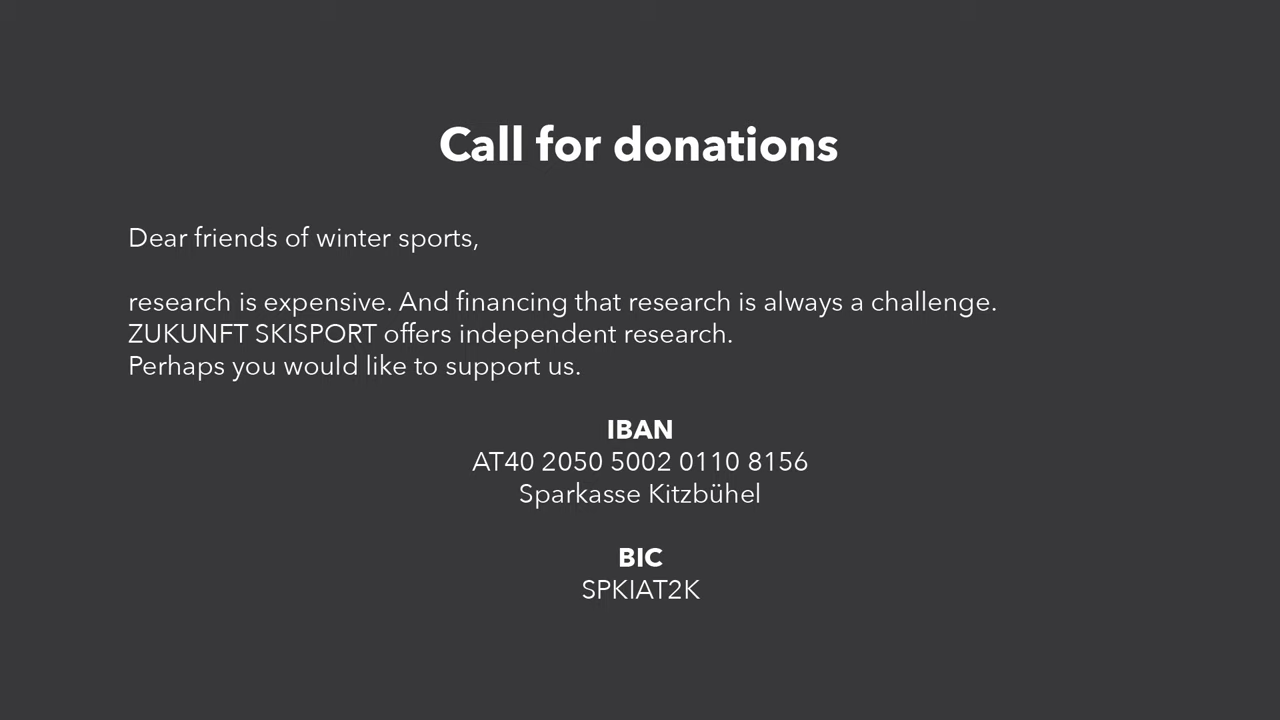 Call for donations
Dear friends of winter sports,
research is expensive. And financing that research is always a challenge.
ZUKUNFT SKISPORT offers independent research.
Perhaps you would like to support us.
IBAN
AT40 2050 5002 0110 8156
Sparkasse Kitzbühel
BIC
SPKIAT2K